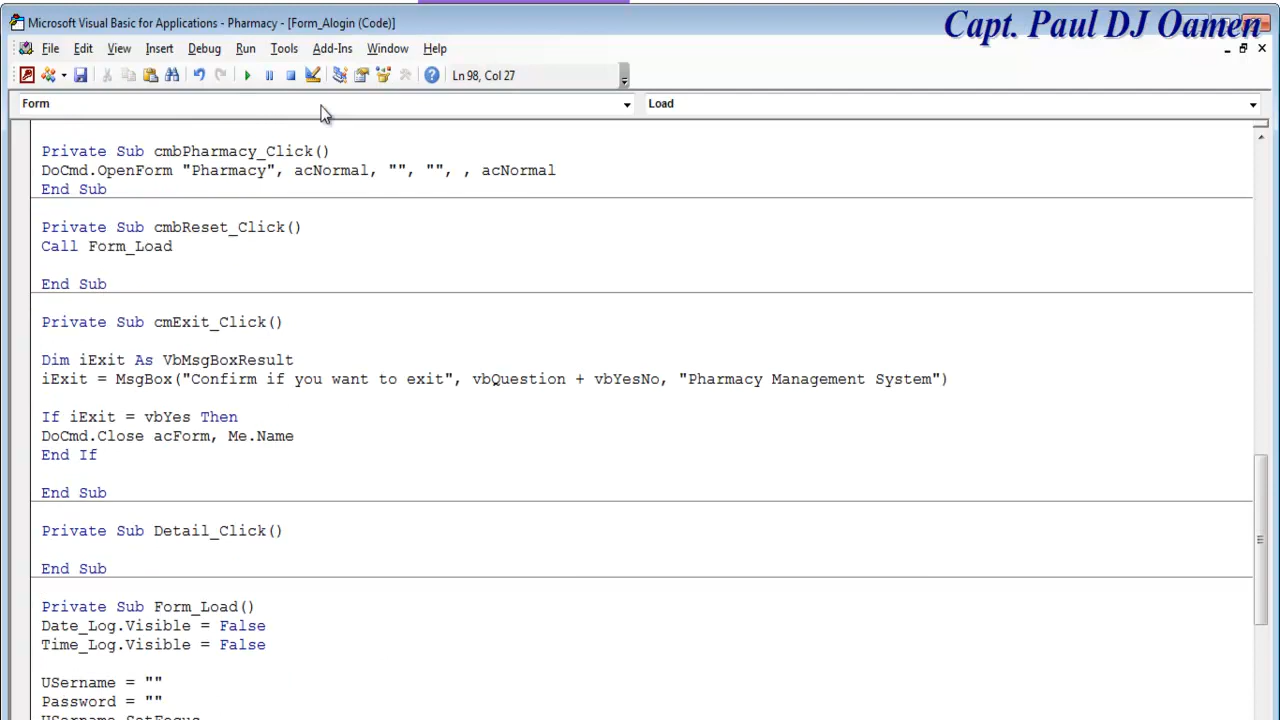 Microsoft Visual Basic for Applications - Pharmacy - [Form_Alogin (Code)]
Capt. Paul DJ Oamen
File Edit View Insert Debug Run Tools Add-Ins Window Help
Ln 98, Col 27
Form Load
Private Sub cmbPharmacy_Click()
DoCmd.OpenForm "Pharmacy", acNormal, "", "", , acNormal
End Sub
Private Sub cmbReset_Click()
Call Form_Load
End Sub
Private Sub cmExit_Click()
Dim iExit As VbMsgBoxResult
iExit = MsgBox("Confirm if you want to exit", vbQuestion + vbYesNo, "Pharmacy Management System")
If iExit = vbYes Then
DoCmd.Close acForm, Me.Name
End If
End Sub
Private Sub Detail_Click()
End Sub
Private Sub Form_Load()
Date_Log.Visible = False
Time_Log.Visible = False
USername = ""
Password = ""
USername.SetFocus